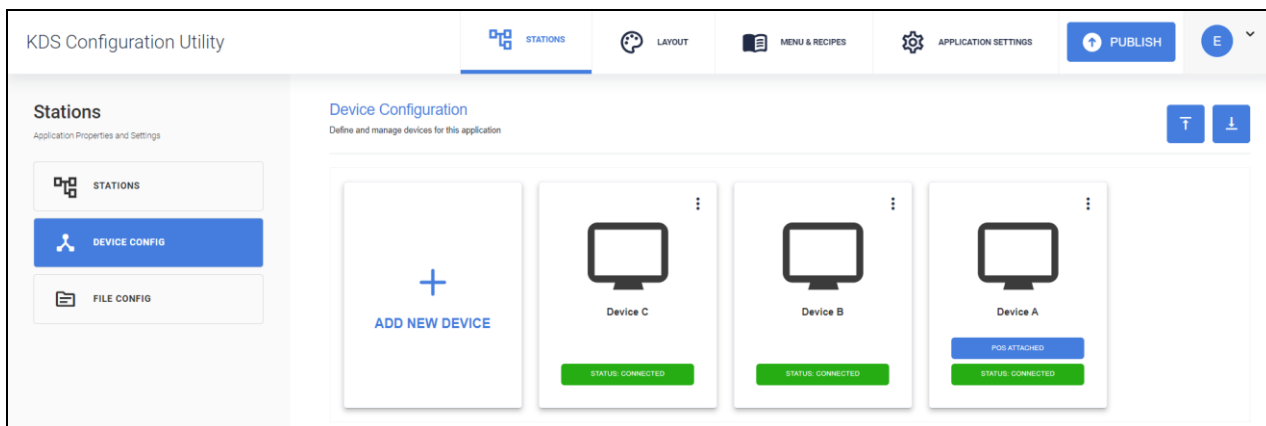 KDS Configuration Utility
STATIONS
LAYOUT
MENU & RECIPES
APPLICATION SETTINGS
PUBLISH
E
Stations
Application Properties and Settings
STATIONS
DEVICE CONFIG
FILE CONFIG
Device Configuration
Define and manage devices for this application
ADD NEW DEVICE
Device C
STATUS: CONNECTED
Device B
STATUS: CONNECTED
Device A
POS ATTACHED
STATUS: CONNECTED